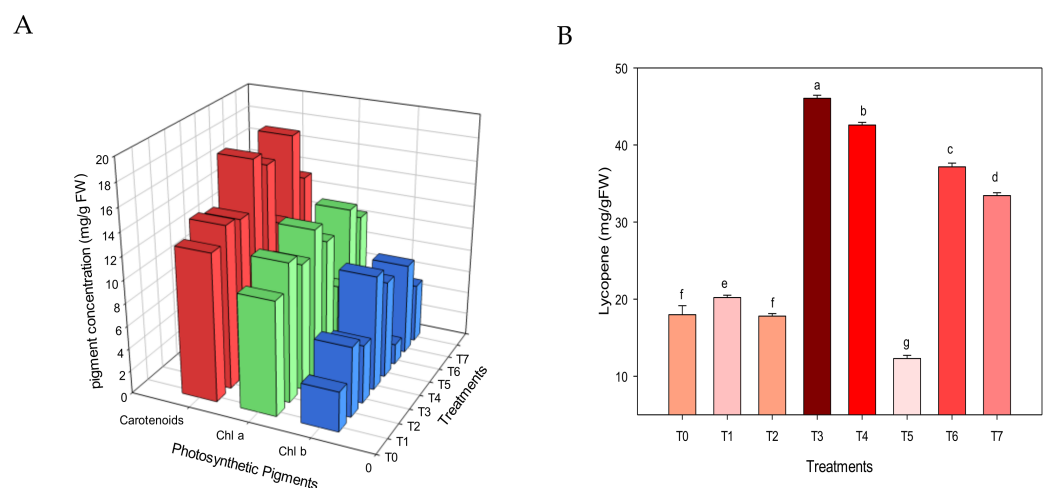 A
B
20
18
16
14
12
10
8
6
4
2
0
pigment concentration (mg/g FW)
Carotenoids
Chl a
Chl b
Photosynthetic Pigments
0
T0
T1
T2
T3
T4
T5
T6
T7
Treatments
50
40
30
20
10
Lycopene (mg/gFW)
f
e
f
a
b
g
c
d
T0
T1
T2
T3
T4
T5
T6
T7
Treatments